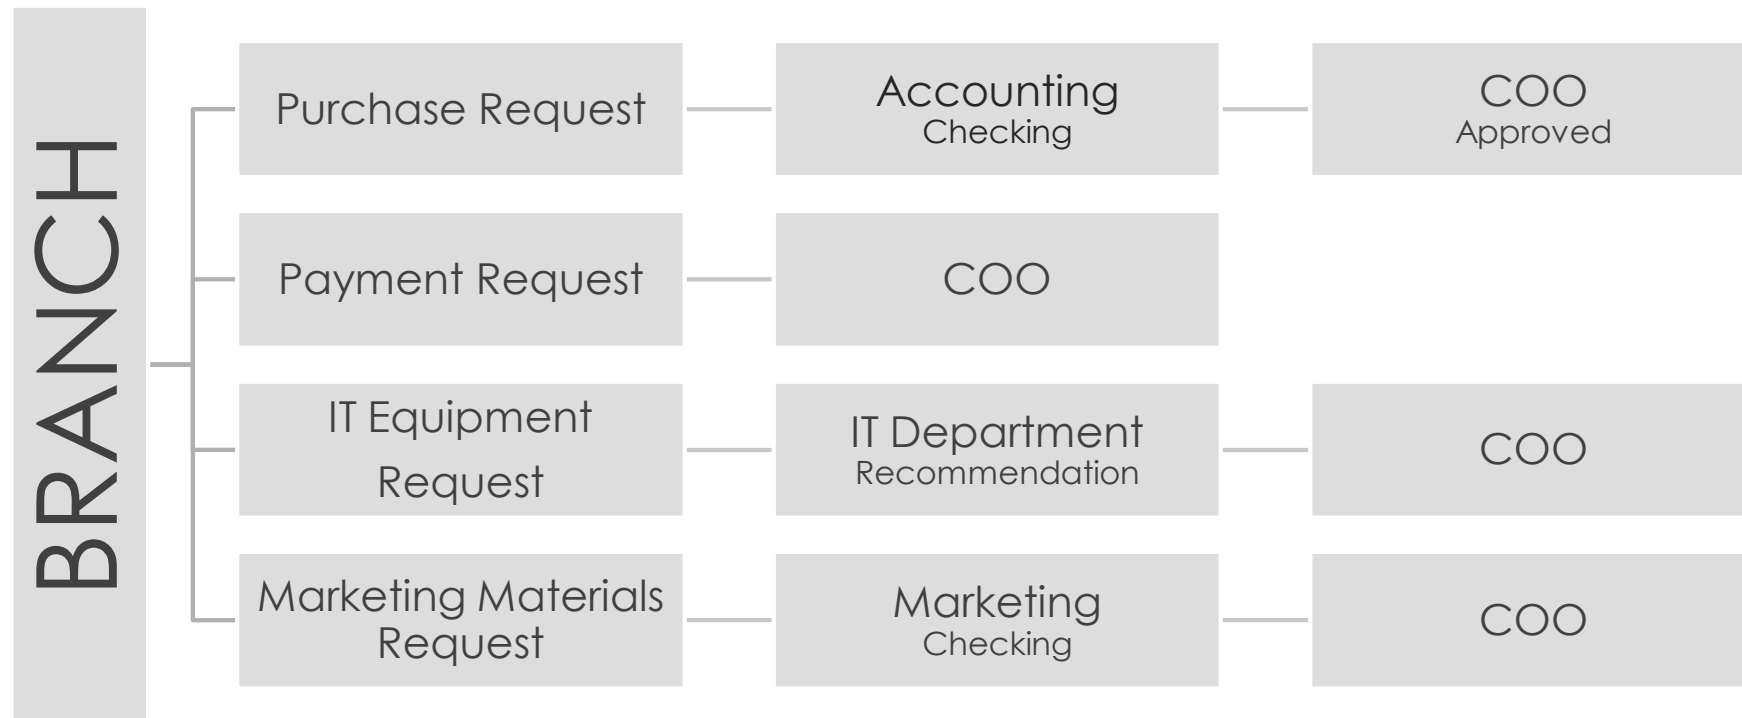 BRANCH
Purchase Request
Accounting
Checking
COO
Approved
Payment Request
COO
IT Equipment
Request
IT Department
Recommendation
COO
Marketing Materials
Request
Marketing
Checking
COO